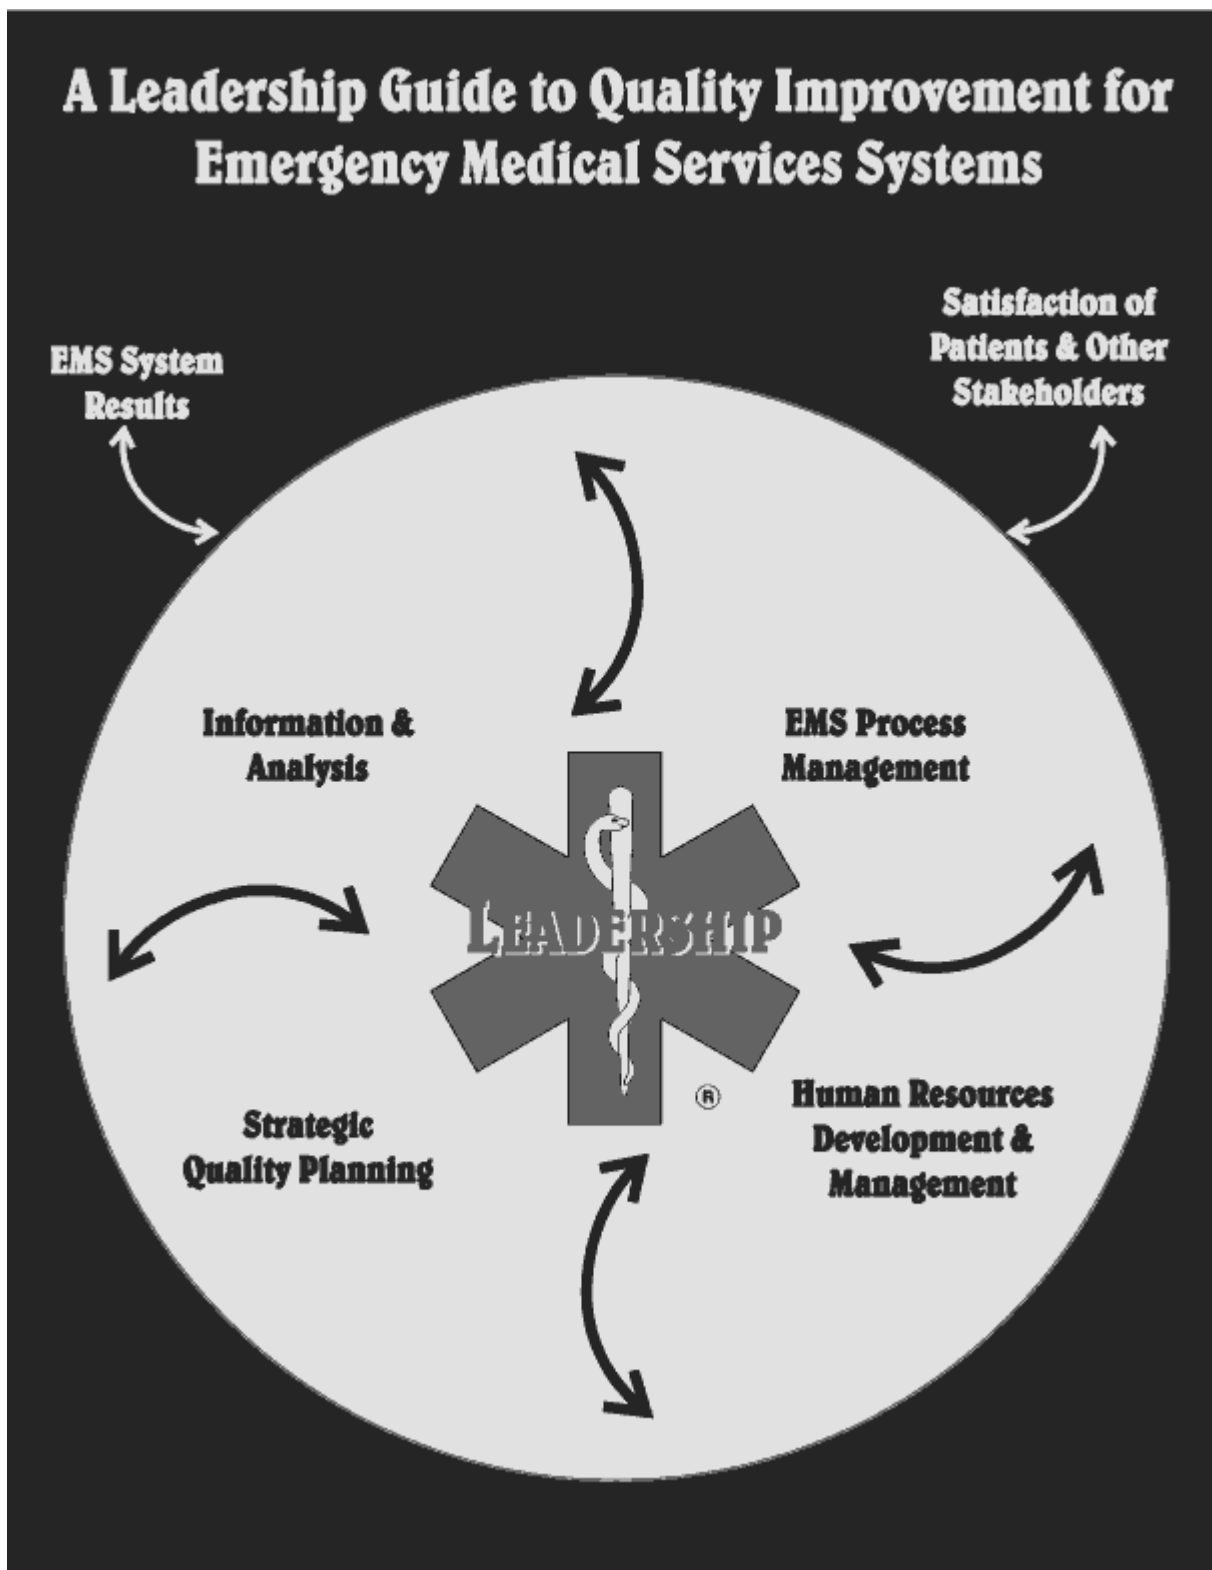 A Leadership Guide to Quality Improvement for
Emergency Medical Services Systems
EMS System
Results
Satisfaction of
Patients & Other
Stakeholders
Information &
Analysis
EMS Process
Management
LEADERSHIP
®
Strategic
Quality Planning
Human Resources
Development &
Management